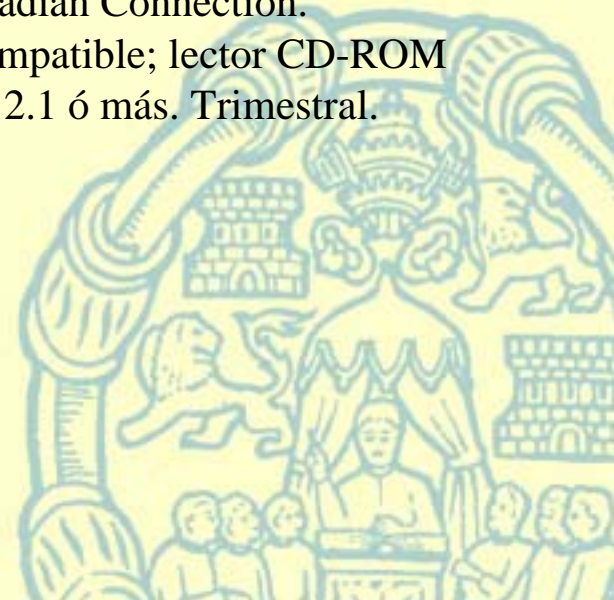 adian Connection.
mpatible; lector CD-ROM
2.1 ó más. Trimestral.